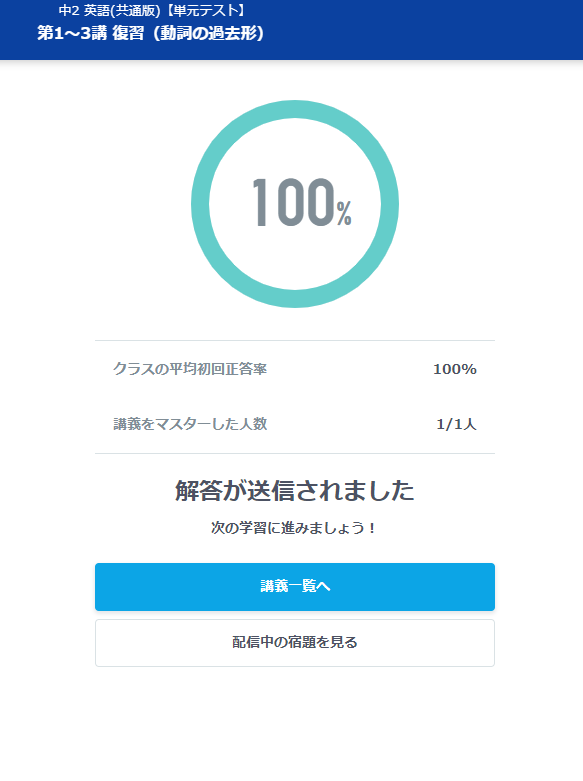 中2 英語(共通版)【単元テスト】
第1～3講 復習（動詞の過去形）
100%
クラスの平均初回正答率 100%
講義をマスターした人数 1/1人
解答が送信されました
次の学習に進みましょう！
講義一覧へ
配信中の宿題を見る